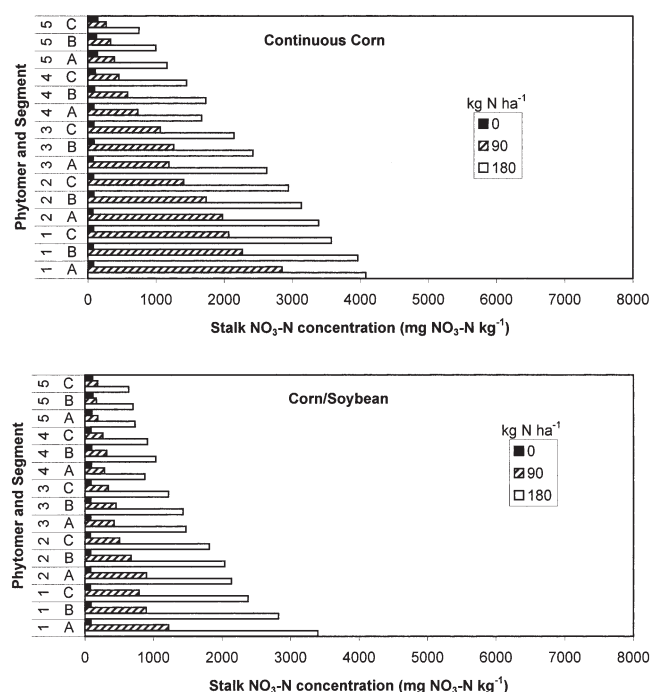 Continuous Corn
Phytomer and Segment
5 C
5 B
5 A
4 C
4 B
4 A
3 C
3 B
3 A
2 C
2 B
2 A
1 C
1 B
1 A
kg N ha⁻¹
0
90
180
0 1000 2000 3000 4000 5000 6000 7000 8000
Stalk NO₃-N concentration (mg NO₃-N kg⁻¹)
Corn/Soybean
Phytomer and Segment
5 C
5 B
5 A
4 C
4 B
4 A
3 C
3 B
3 A
2 C
2 B
2 A
1 C
1 B
1 A
kg N ha⁻¹
0
90
180
0 1000 2000 3000 4000 5000 6000 7000 8000
Stalk NO₃-N concentration (mg NO₃-N kg⁻¹)